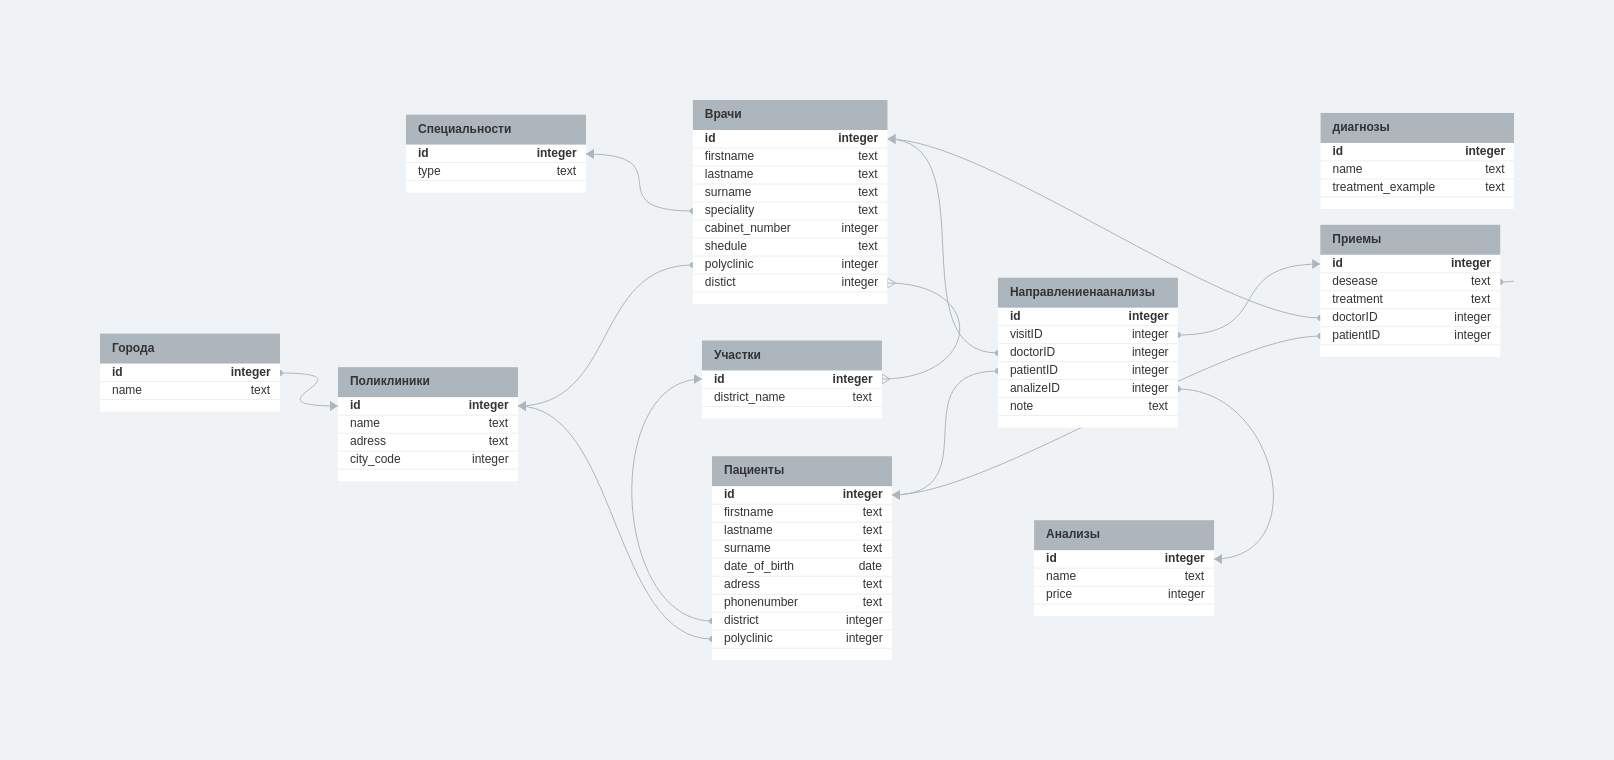 Города
id integer
name text
Специальности
id integer
type text
Поликлиники
id integer
name text
adress text
city_code integer
Врачи
id integer
firstname text
lastname text
surname text
speciality text
cabinet_number integer
shedule text
polyclinic integer
distict integer
Участки
id integer
district_name text
Пациенты
id integer
firstname text
lastname text
surname text
date_of_birth date
adress text
phonenumber text
district integer
polyclinic integer
Направлениенаанализы
id integer
visitID integer
doctorID integer
patientID integer
analizeID integer
note text
Анализы
id integer
name text
price integer
диагнозы
id integer
name text
treatment_example text
Приемы
id integer
desease text
treatment text
doctorID integer
patientID integer